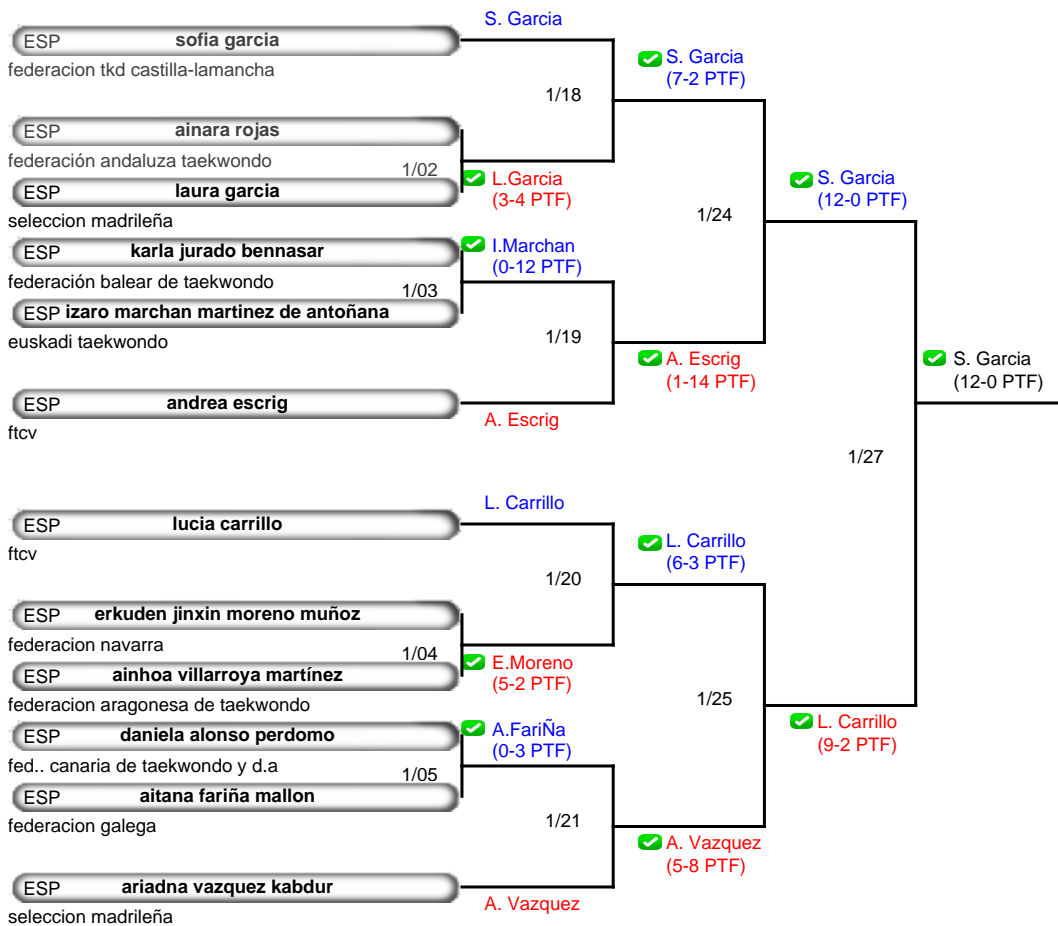 S. Garcia
ESP sofia garcia
federacion tkd castilla-lamancha
S. Garcia
(7-2 PTF)
1/18
ESP ainara rojas
federación andaluza taekwondo
1/02
ESP laura garcia
seleccion madrileña
L.Garcia
(3-4 PTF)
S. Garcia
(12-0 PTF)
1/24
ESP karla jurado bennasar
federación balear de taekwondo
1/03
I.Marchan
(0-12 PTF)
ESP izaro marchan martinez de antoñana
euskadi taekwondo
1/19
A. Escrig
(1-14 PTF)
S. Garcia
(12-0 PTF)
ESP andrea escrig
ftcv
A. Escrig
1/27
L. Carrillo
ESP lucia carrillo
ftcv
L. Carrillo
(6-3 PTF)
1/20
ESP erkuden jinxin moreno muñoz
federacion navarra
1/04
ESP ainhoa villarroya martínez
federacion aragonesa de taekwondo
E.Moreno
(5-2 PTF)
1/25
L. Carrillo
(9-2 PTF)
ESP daniela alonso perdomo
fed.. canaria de taekwondo y d.a
1/05
A.FariÑa
(0-3 PTF)
ESP aitana fariña mallon
federacion galega
1/21
A. Vazquez
(5-8 PTF)
ESP ariadna vazquez kabdur
seleccion madrileña
A. Vazquez